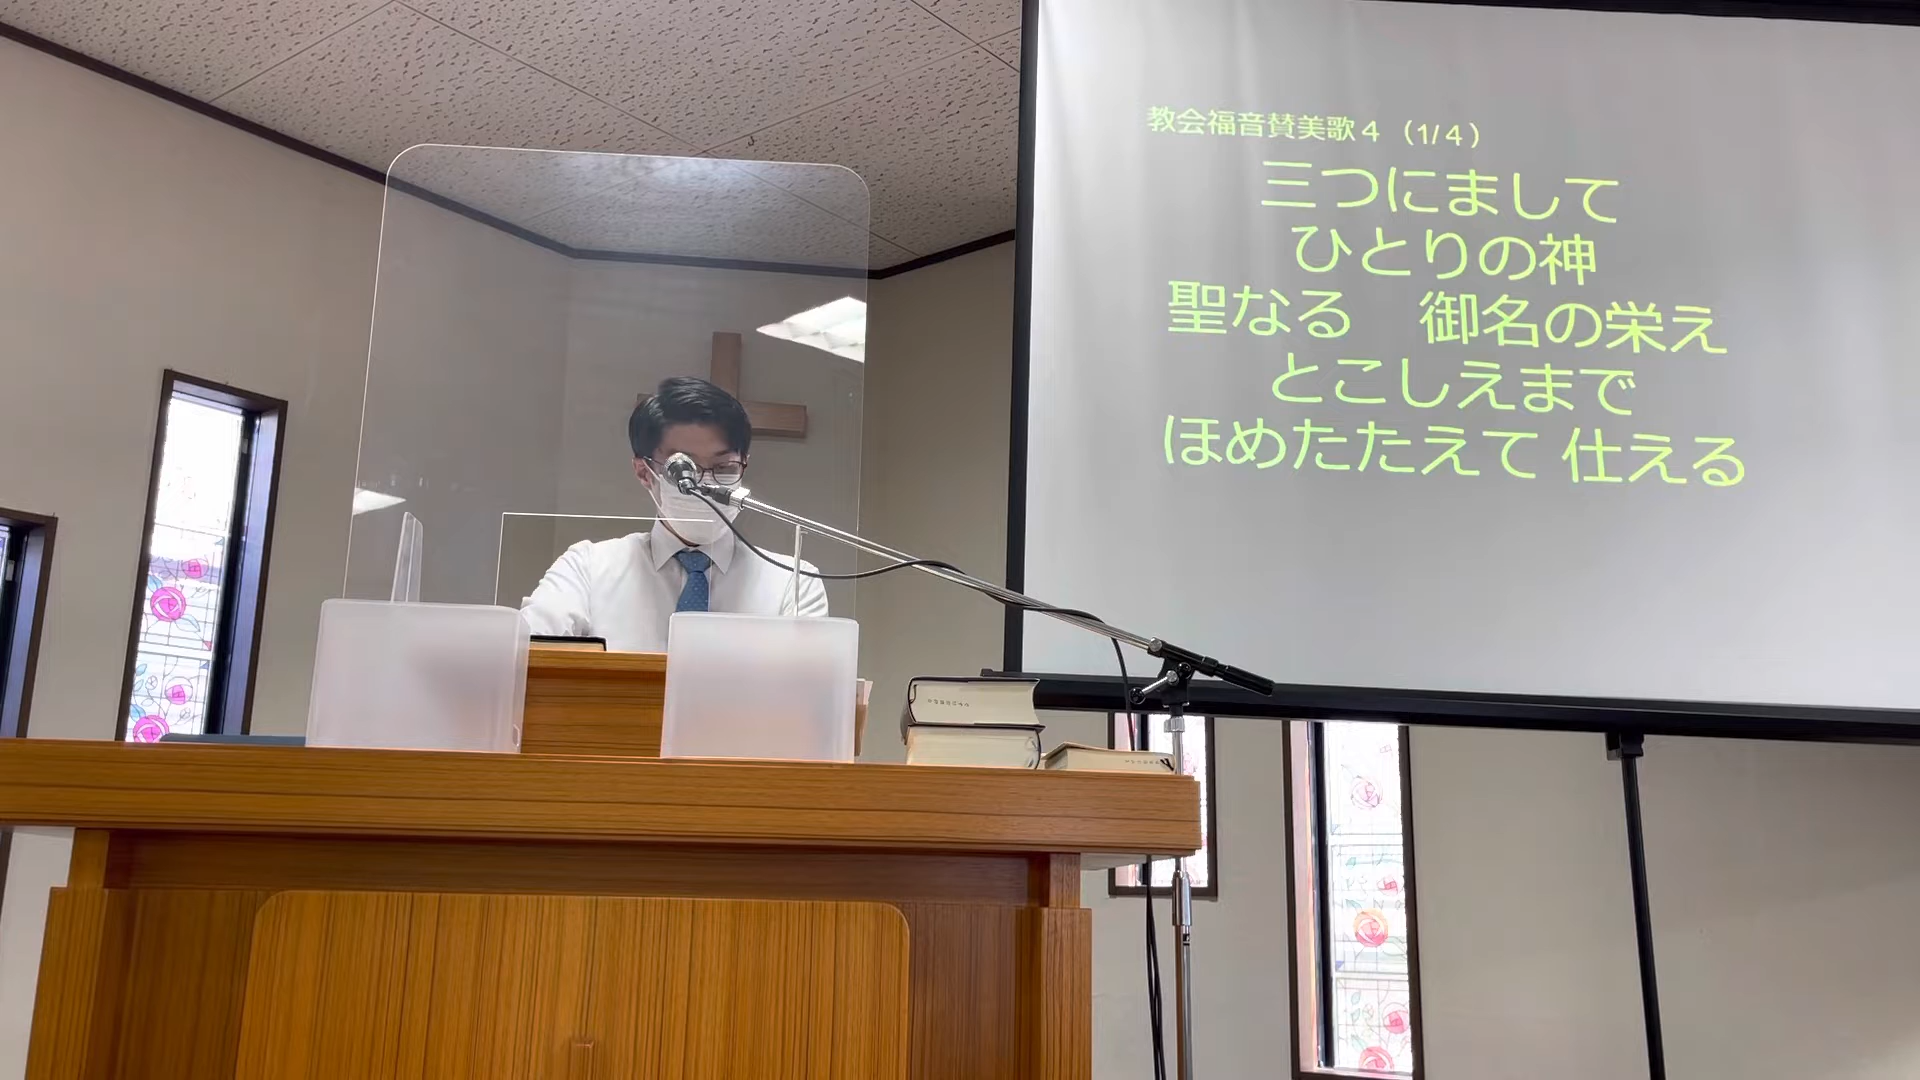 教会福音賛美歌４（1/４）
三つにまして
ひとりの神
聖なる　御名の栄え
とこしえまで
ほめたたえて 仕える